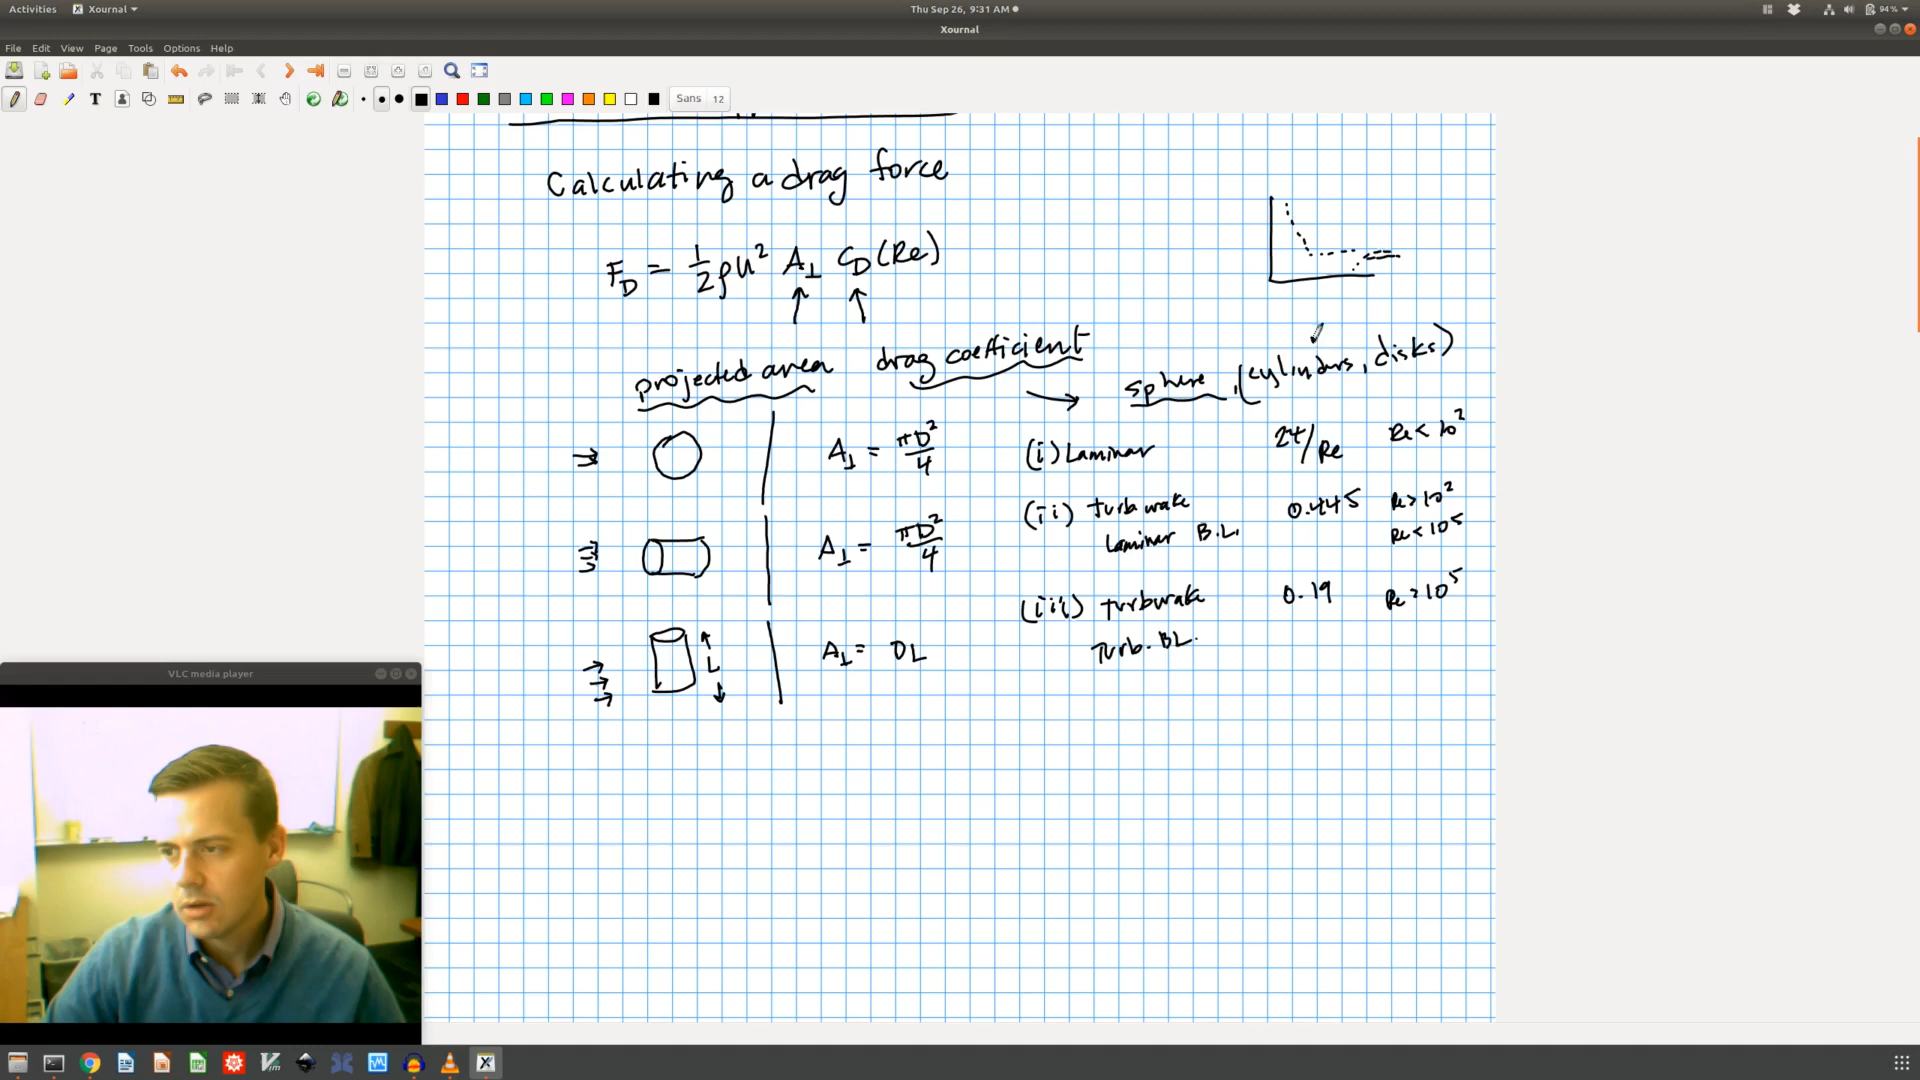 Activities Xournal Thu Sep 26, 9:31 AM 94%
Xournal
File Edit View Page Tools Options Help
T Sans 12
Calculating a drag force
F_D = 1/2 ρu² A⊥ C_D(Re)
projected area drag coefficient → sphere, (cylinders, disks)
A⊥ = πD²/4
A⊥ = πD²/4
L
A⊥ = DL
(i) Laminar 24/Re Re < 10²
(ii) turb wake 0.445 Re > 10²
Laminar B.L. Re < 10⁵
(iii) turb wake 0.19 Re > 10⁵
Turb. BL.
VLC media player